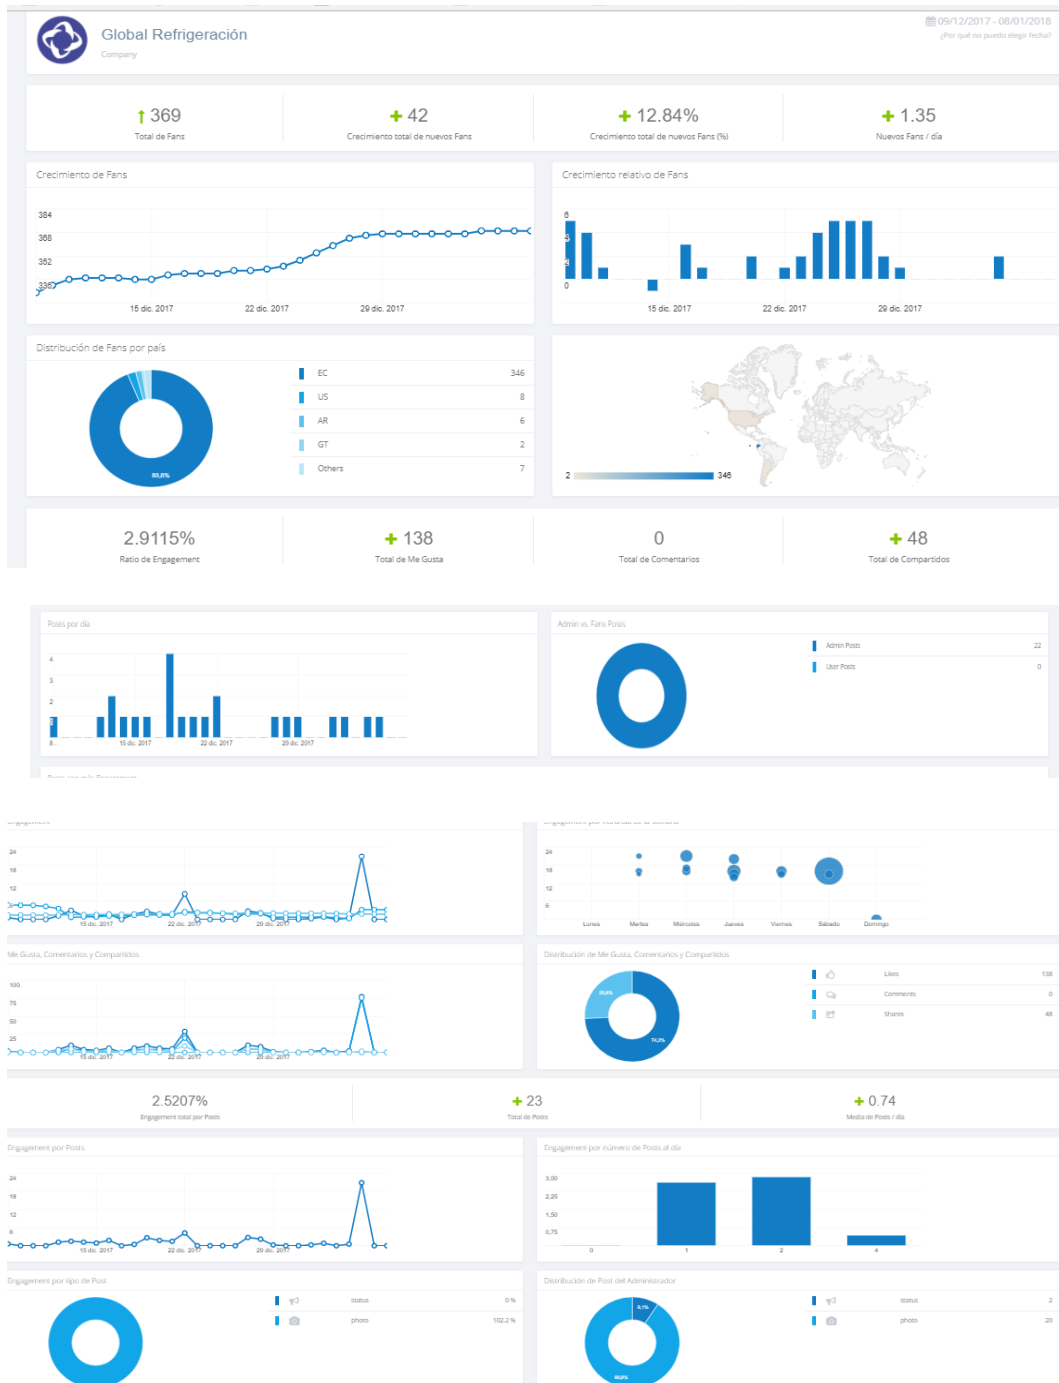 Global Refrigeración
Company
09/12/2017 - 08/01/2018
¿Por qué no puedo elegir fecha?
369
Total de Fans
+ 42
Crecimiento total de nuevos Fans
+ 12.84%
Crecimiento total de nuevos Fans (%)
+ 1.35
Nuevos Fans / día
Crecimiento de Fans
384
368
352
336
15 dic. 2017
22 dic. 2017
29 dic. 2017
Crecimiento relativo de Fans
6
4
2
0
15 dic. 2017
22 dic. 2017
29 dic. 2017
Distribución de Fans por país
93,8%
EC 346
US 8
AR 6
GT 2
Others 7
2 346
2.9115%
Ratio de Engagement
+ 138
Total de Me Gusta
0
Total de Comentarios
+ 48
Total de Compartidos
Posts por día
4
3
2
8...
15 dic. 2017
22 dic. 2017
29 dic. 2017
Admin vs. Fans Posts
Admin Posts 22
User Posts 0
24
18
12
6
15 dic. 2017
22 dic. 2017
29 dic. 2017
24
18
12
6
Lunes Martes Miércoles Jueves Viernes Sábado Domingo
Me Gusta, Comentarios y Compartidos
100
75
50
25
15 dic. 2017
22 dic. 2017
29 dic. 2017
Distribución de Me Gusta, Comentarios y Compartidos
74,2%
Likes 138
Comments 0
Shares 48
2.5207%
Engagement total por Posts
+ 23
Total de Posts
+ 0.74
Media de Posts / día
Engagement por Posts
24
18
12
6
15 dic. 2017
22 dic. 2017
29 dic. 2017
Engagement por número de Posts al día
3,00
2,25
1,50
0,75
0 1 2 4
Engagement por tipo de Post
status 0 %
photo 102.2 %
Distribución de Post del Administrador
9,1%
90,9%
status 2
photo 20